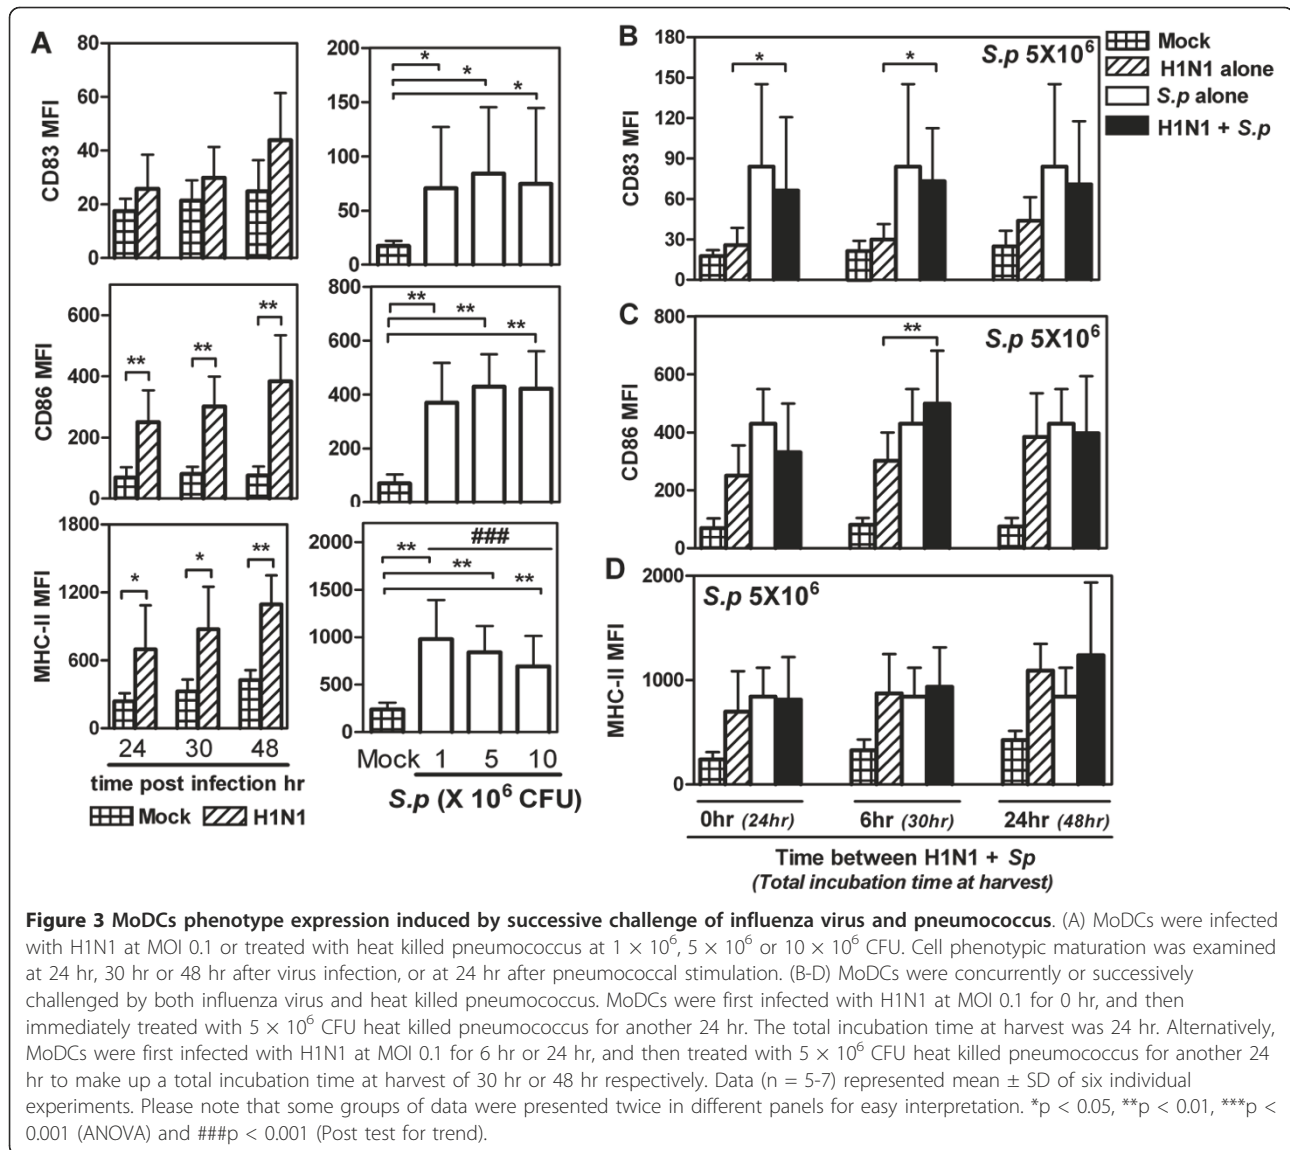 A
80
60
40
20
0
CD83 MFI
200
150
100
50
0
*
*
*
600
400
200
0
CD86 MFI
**
**
**
800
600
400
200
0
**
**
**
1800
1200
600
0
MHC-II MFI
*
*
**
24 30 48
time post infection hr
Mock H1N1
2000
1500
1000
500
0
**
###
**
**
Mock 1 5 10
S.p (X 10⁶ CFU)
B
180
150
120
90
60
30
0
CD83 MFI
*
*
S.p 5X10⁶
Mock
H1N1 alone
S.p alone
H1N1 + S.p
C
800
600
400
200
0
CD86 MFI
**
S.p 5X10⁶
D
2000
1000
0
MHC-II MFI
S.p 5X10⁶
0hr (24hr) 6hr (30hr) 24hr (48hr)
Time between H1N1 + Sp
(Total incubation time at harvest)
Figure 3 MoDCs phenotype expression induced by successive challenge of influenza virus and pneumococcus. (A) MoDCs were infected
with H1N1 at MOI 0.1 or treated with heat killed pneumococcus at 1 × 10⁶, 5 × 10⁶ or 10 × 10⁶ CFU. Cell phenotypic maturation was examined
at 24 hr, 30 hr or 48 hr after virus infection, or at 24 hr after pneumococcal stimulation. (B-D) MoDCs were concurrently or successively
challenged by both influenza virus and heat killed pneumococcus. MoDCs were first infected with H1N1 at MOI 0.1 for 0 hr, and then
immediately treated with 5 × 10⁶ CFU heat killed pneumococcus for another 24 hr. The total incubation time at harvest was 24 hr. Alternatively,
MoDCs were first infected with H1N1 at MOI 0.1 for 6 hr or 24 hr, and then treated with 5 × 10⁶ CFU heat killed pneumococcus for another 24
hr to make up a total incubation time at harvest of 30 hr or 48 hr respectively. Data (n = 5-7) represented mean ± SD of six individual
experiments. Please note that some groups of data were presented twice in different panels for easy interpretation. *p < 0.05, **p < 0.01, ***p <
0.001 (ANOVA) and ###p < 0.001 (Post test for trend).